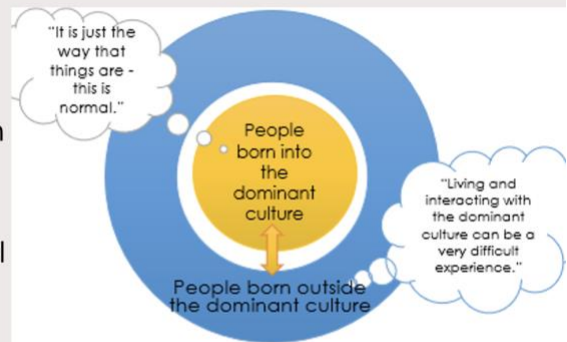 "It is just the
way that
things are -
this is
normal."
People
born into
the
dominant
culture
"Living and
interacting with
the dominant
culture can be a
very difficult
experience."
People born outside
the dominant culture